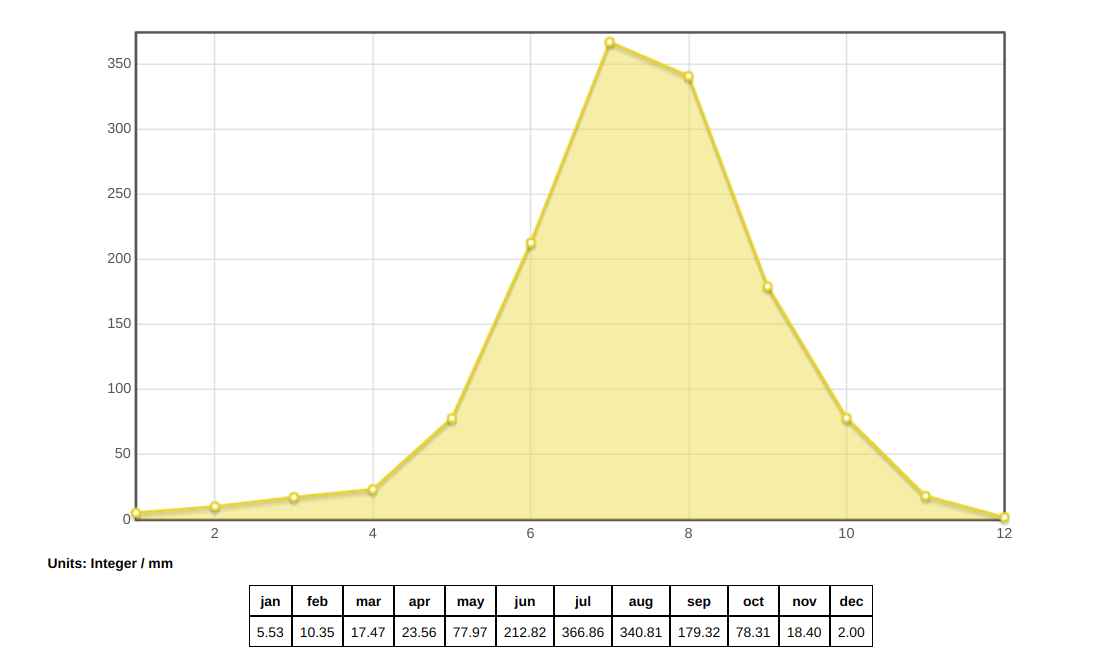 350
300
250
200
150
100
50
0
2 4 6 8 10 12
Units: Integer / mm
jan feb mar apr may jun jul aug sep oct nov dec
5.53 10.35 17.47 23.56 77.97 212.82 366.86 340.81 179.32 78.31 18.40 2.00